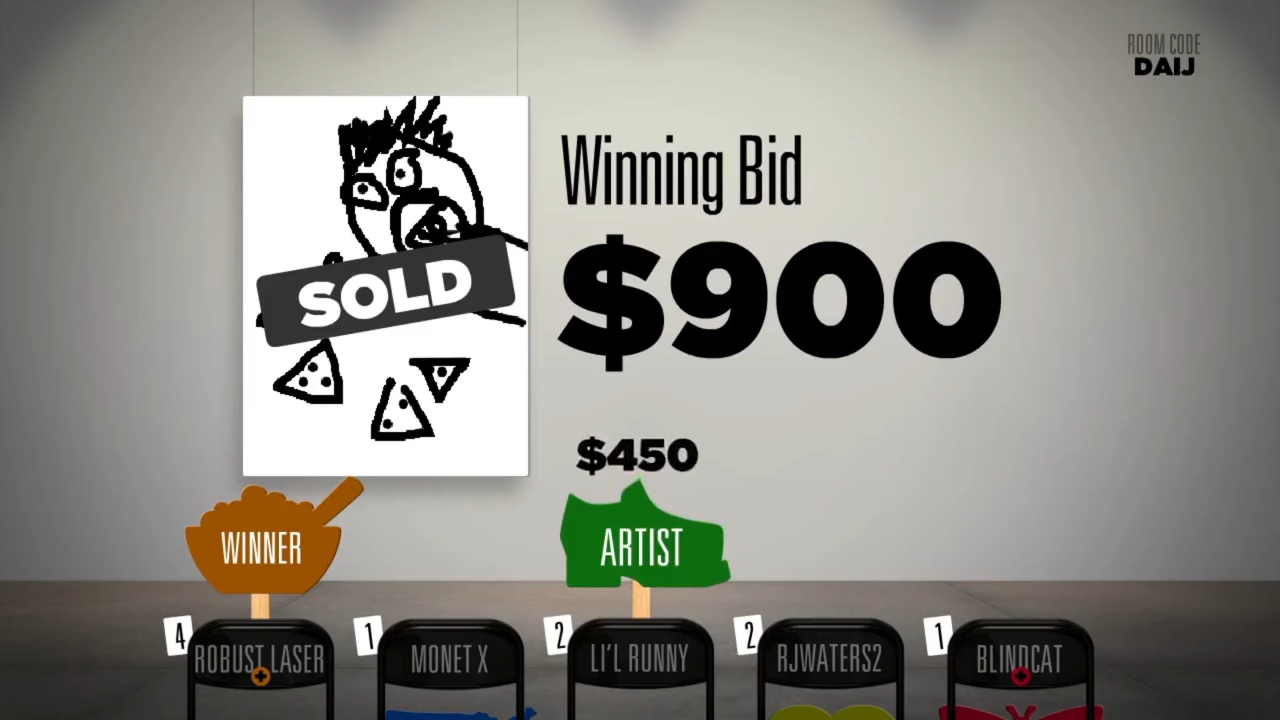 ROOM CODE
DAIJ
Winning Bid
$900
SOLD
$450
WINNER
ARTIST
4
ROBUST LASER
1
MONET X
2
LI'L RUNNY
2
RJWATERS2
1
BLINDCAT